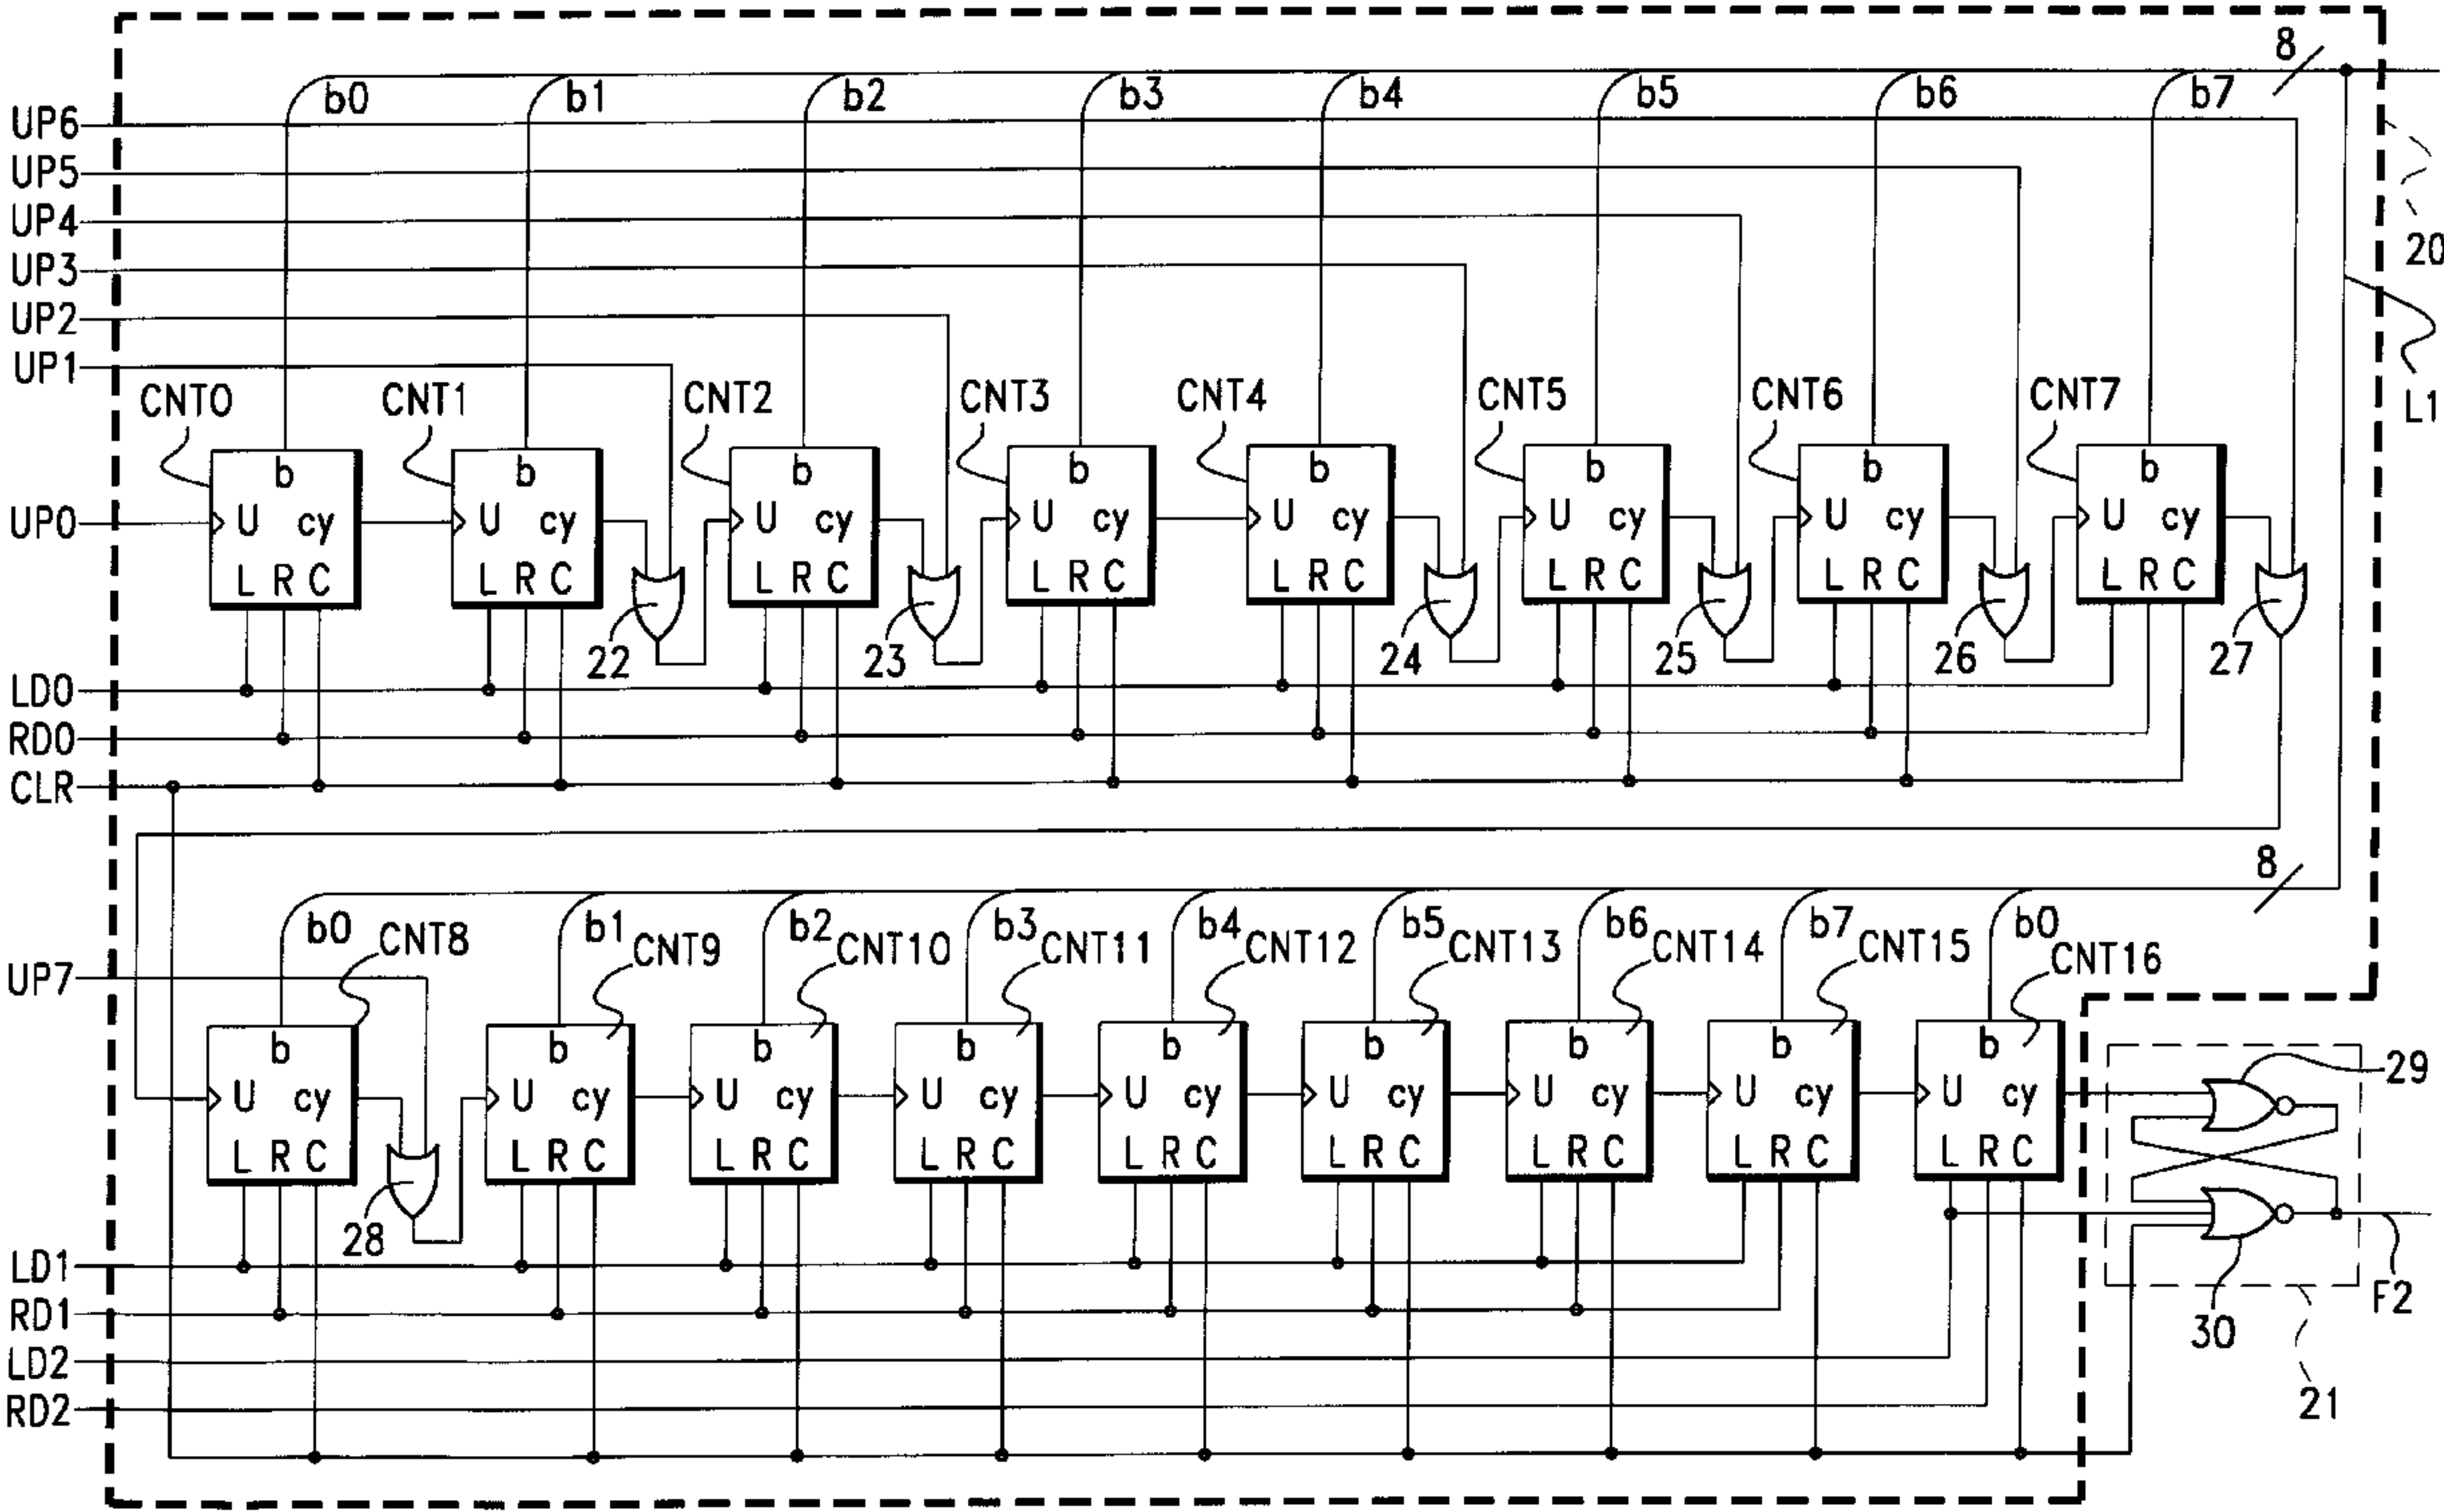 8
b0 b1 b2 b3 b4 b5 b6 b7
UP6
UP5
UP4
UP3
UP2
UP1
20
L1
CNT0 CNT1 CNT2 CNT3 CNT4 CNT5 CNT6 CNT7
b b b b b b b b
UP0
U cy U cy U cy U cy U cy U cy U cy U cy
L R C L R C L R C L R C L R C L R C L R C L R C
22 23 24 25 26 27
LD0
RD0
CLR
8
b0 CNT8 b1 CNT9 b2 CNT10 b3 CNT11 b4 CNT12 b5 CNT13 b6 CNT14 b7 CNT15 b0 CNT16
UP7
b b b b b b b b b
29
U cy U cy U cy U cy U cy U cy U cy U cy U cy
L R C L R C L R C L R C L R C L R C L R C L R C L R C
28
LD1
RD1
LD2
RD2
F2
30
21